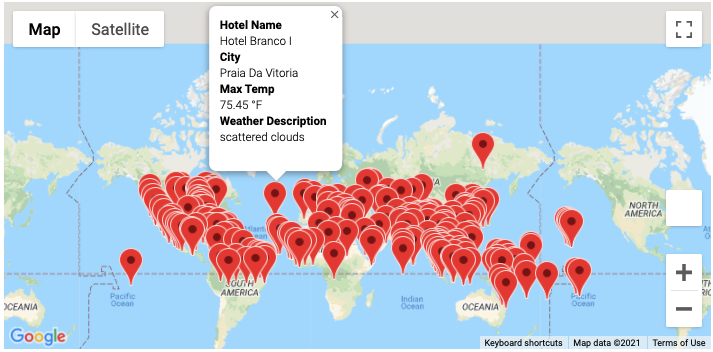 Map
Satellite
×
Hotel Name
Hotel Branco I
City
Praia Da Vitoria
Max Temp
75.45 °F
Weather Description
scattered clouds
NORTH
AMERICA
SOUTH
AMERICA
Pacific
Ocean
Indian
Ocean
OCEANIA
Pacific
Ocean
OCEANIA
+
−
Google
Keyboard shortcuts
Map data ©2021
Terms of Use